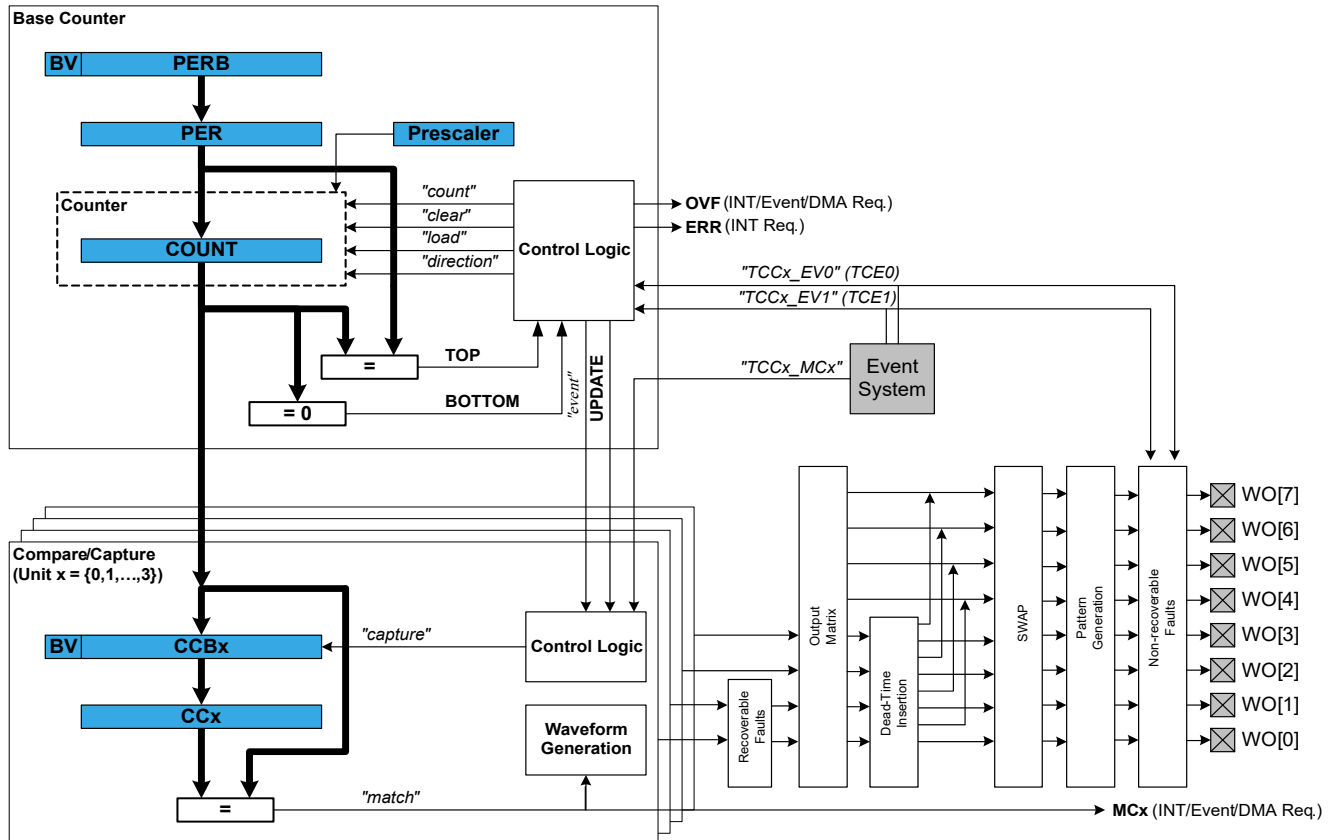 Base Counter
BV PERB
PER
Prescaler
Counter
COUNT
"count"
"clear"
"load"
"direction"
Control Logic
OVF (INT/Event/DMA Req.)
ERR (INT Req.)
"TCCx_EV0" (TCE0)
"TCCx_EV1" (TCE1)
"TCCx_MCx"
Event
System
=
TOP
= 0
BOTTOM
"event"
UPDATE
Compare/Capture
(Unit x = {0,1,...,3})
BV CCBx
"capture"
Control Logic
CCx
Waveform
Generation
=
"match"
Recoverable
Faults
Output
Matrix
Dead-Time
Insertion
SWAP
Pattern
Generation
Non-recoverable
Faults
WO[7]
WO[6]
WO[5]
WO[4]
WO[3]
WO[2]
WO[1]
WO[0]
MCx (INT/Event/DMA Req.)